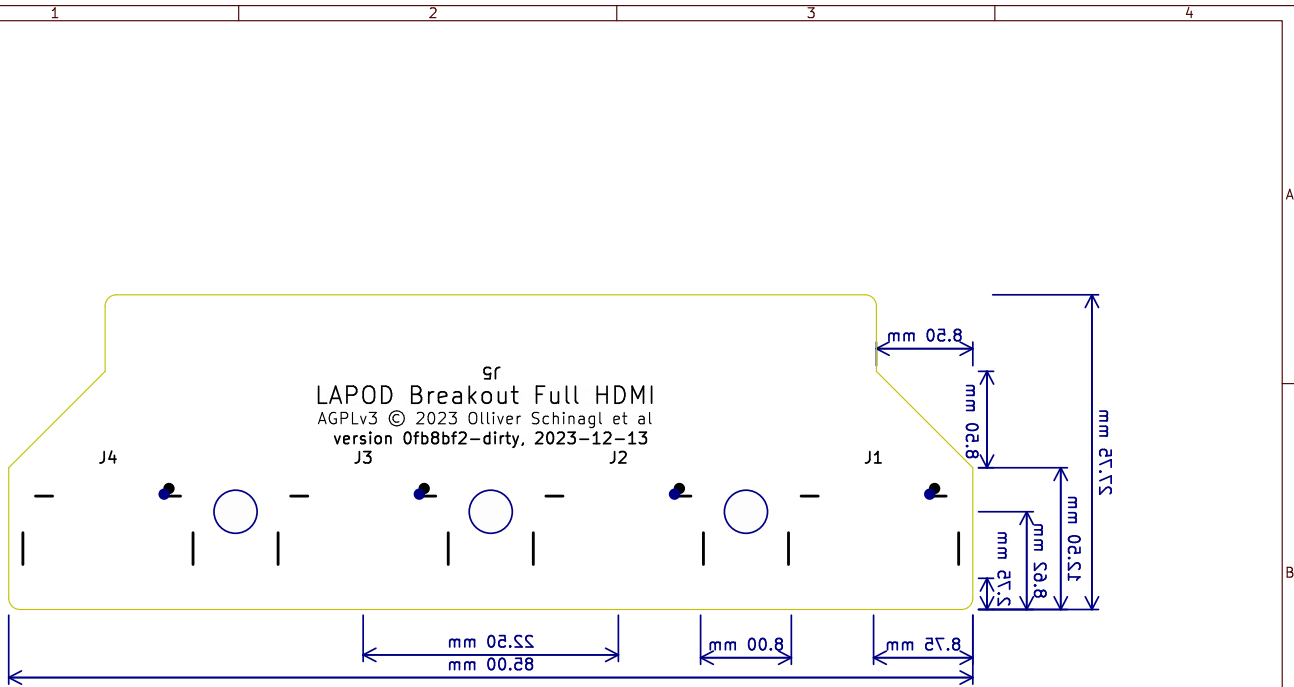 1 2 3 4
A
8.50 mm
J5
LAPOD Breakout Full HDMI
AGPLv3 © 2023 Olliver Schinagl et al
version 0fb8bf2-dirty, 2023-12-13
8.50 mm
27.75 mm
J4 J3 J2 J1
12.50 mm
8.62 mm
2.75 mm
B
22.50 mm
8.00 mm
8.75 mm
85.00 mm